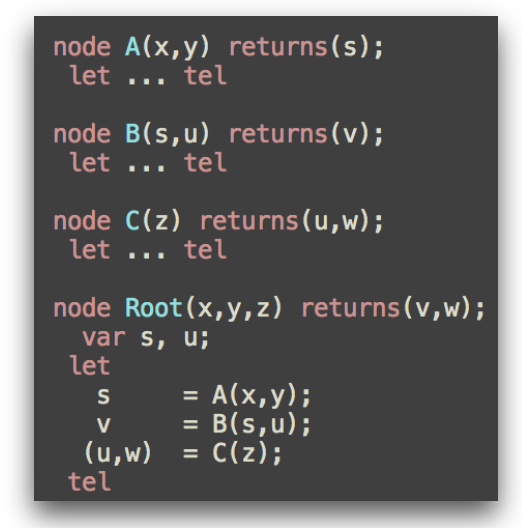 node A(x,y) returns(s);
let ... tel
node B(s,u) returns(v);
let ... tel
node C(z) returns(u,w);
let ... tel
node Root(x,y,z) returns(v,w);
var s, u;
let
s = A(x,y);
v = B(s,u);
(u,w) = C(z);
tel